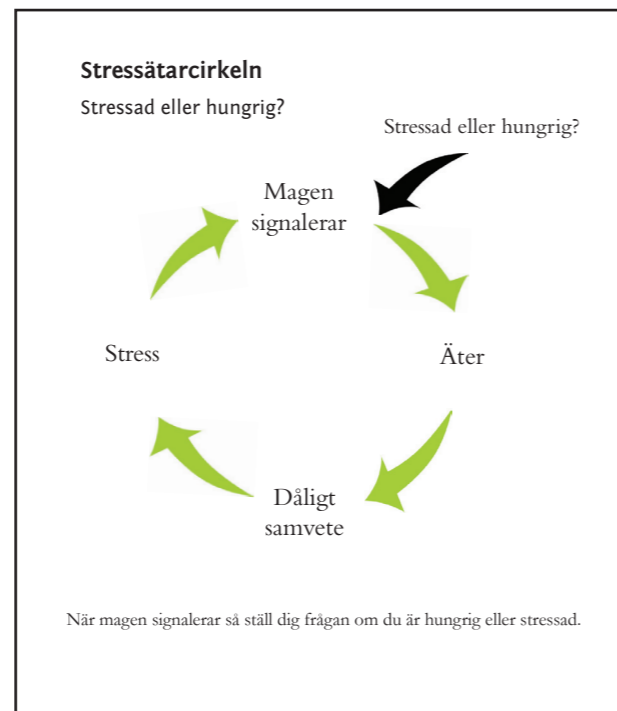 Stressätarcirkeln
Stressad eller hungrig?
Stressad eller hungrig?
Magen
signalerar
Stress
Äter
Dåligt
samvete
När magen signalerar så ställ dig frågan om du är hungrig eller stressad.